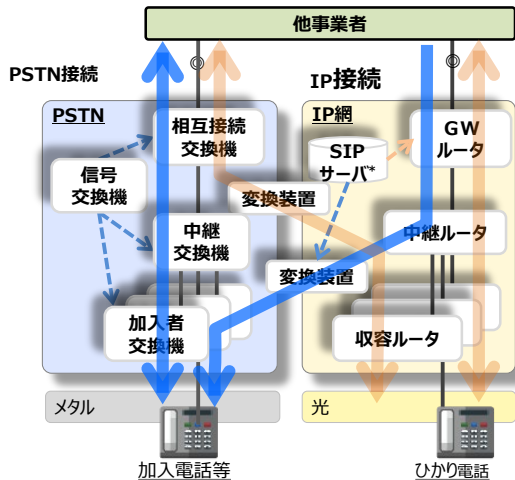 他事業者
PSTN接続
IP接続
PSTN
IP網
相互接続
交換機
GW
ルータ
SIP
サーバ*
信号
交換機
変換装置
中継
交換機
中継ルータ
変換装置
加入者
交換機
収容ルータ
メタル
光
加入電話等
ひかり電話